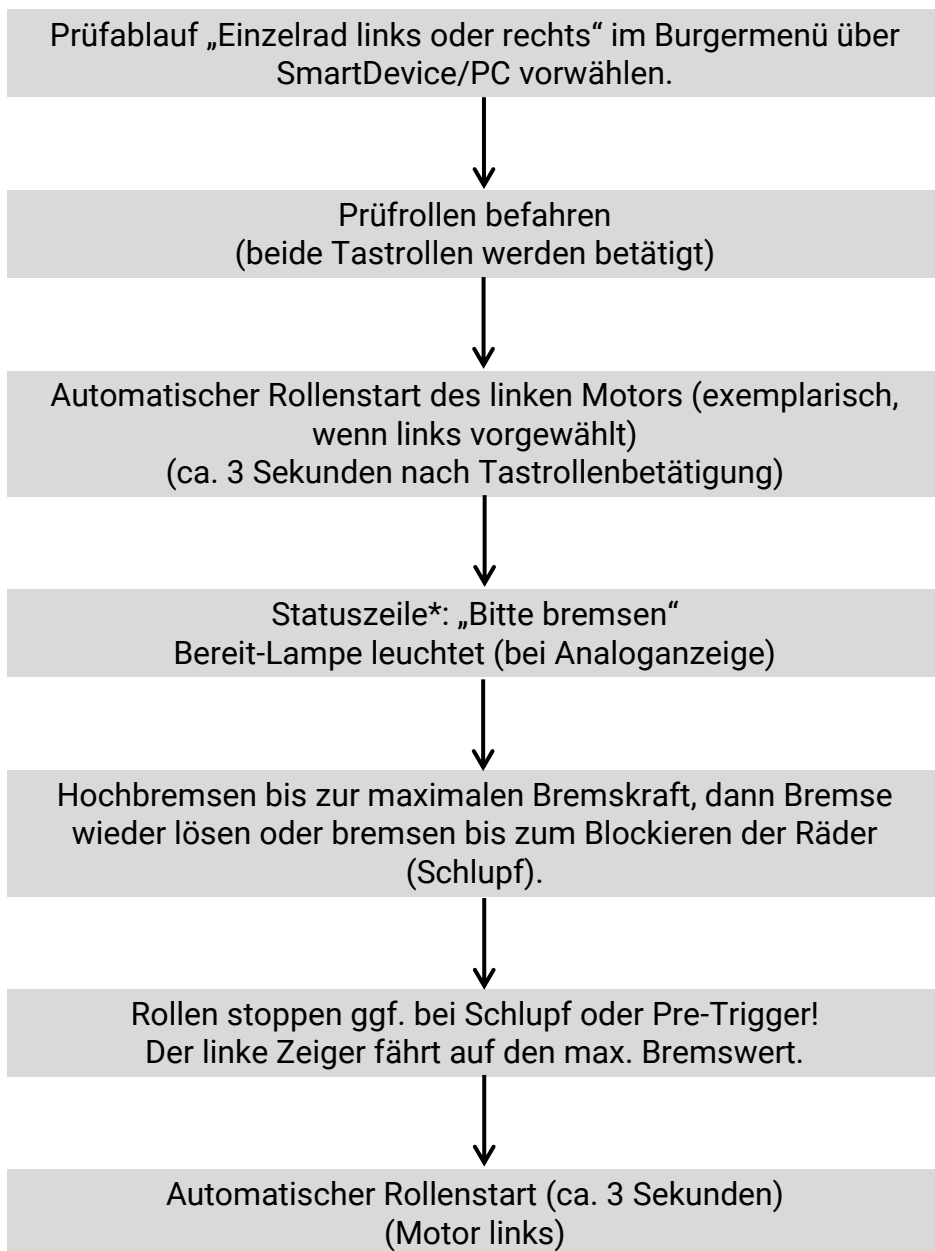 Prüfablauf „Einzelrad links oder rechts“ im Burgermenü über
SmartDevice/PC vorwählen.
Prüfrollen befahren
(beide Tastrollen werden betätigt)
Automatischer Rollenstart des linken Motors (exemplarisch,
wenn links vorgewählt)
(ca. 3 Sekunden nach Tastrollenbetätigung)
Statuszeile*: „Bitte bremsen“
Bereit-Lampe leuchtet (bei Analoganzeige)
Hochbremsen bis zur maximalen Bremskraft, dann Bremse
wieder lösen oder bremsen bis zum Blockieren der Räder
(Schlupf).
Rollen stoppen ggf. bei Schlupf oder Pre-Trigger!
Der linke Zeiger fährt auf den max. Bremswert.
Automatischer Rollenstart (ca. 3 Sekunden)
(Motor links)